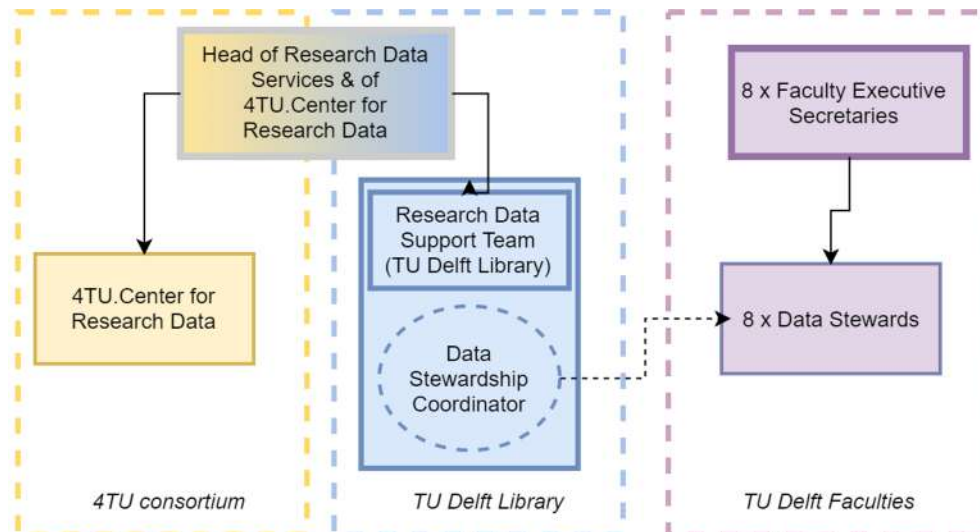 Head of Research Data
Services & of
4TU.Center for
Research Data
8 x Faculty Executive
Secretaries
Research Data
Support Team
(TU Delft Library)
4TU.Center for
Research Data
8 x Data Stewards
Data
Stewardship
Coordinator
4TU consortium
TU Delft Library
TU Delft Faculties